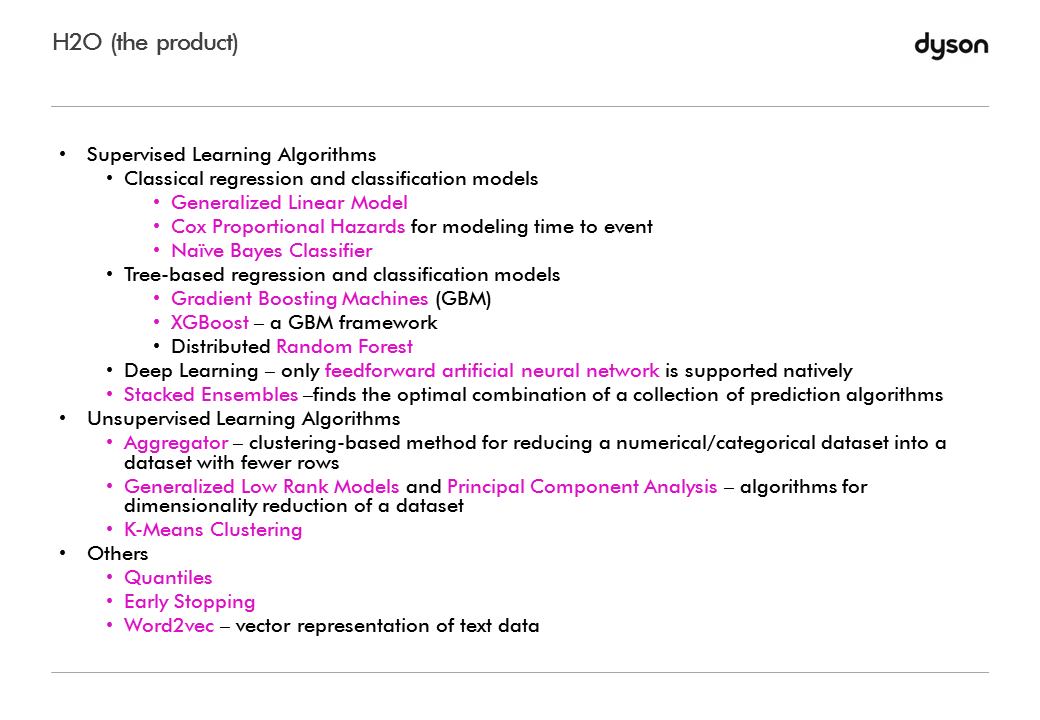 H2O (the product)
dyson
• Supervised Learning Algorithms
• Classical regression and classification models
• Generalized Linear Model
• Cox Proportional Hazards for modeling time to event
• Naïve Bayes Classifier
• Tree-based regression and classification models
• Gradient Boosting Machines (GBM)
• XGBoost – a GBM framework
• Distributed Random Forest
• Deep Learning – only feedforward artificial neural network is supported natively
• Stacked Ensembles –finds the optimal combination of a collection of prediction algorithms
• Unsupervised Learning Algorithms
• Aggregator – clustering-based method for reducing a numerical/categorical dataset into a
dataset with fewer rows
• Generalized Low Rank Models and Principal Component Analysis – algorithms for
dimensionality reduction of a dataset
• K-Means Clustering
• Others
• Quantiles
• Early Stopping
• Word2vec – vector representation of text data